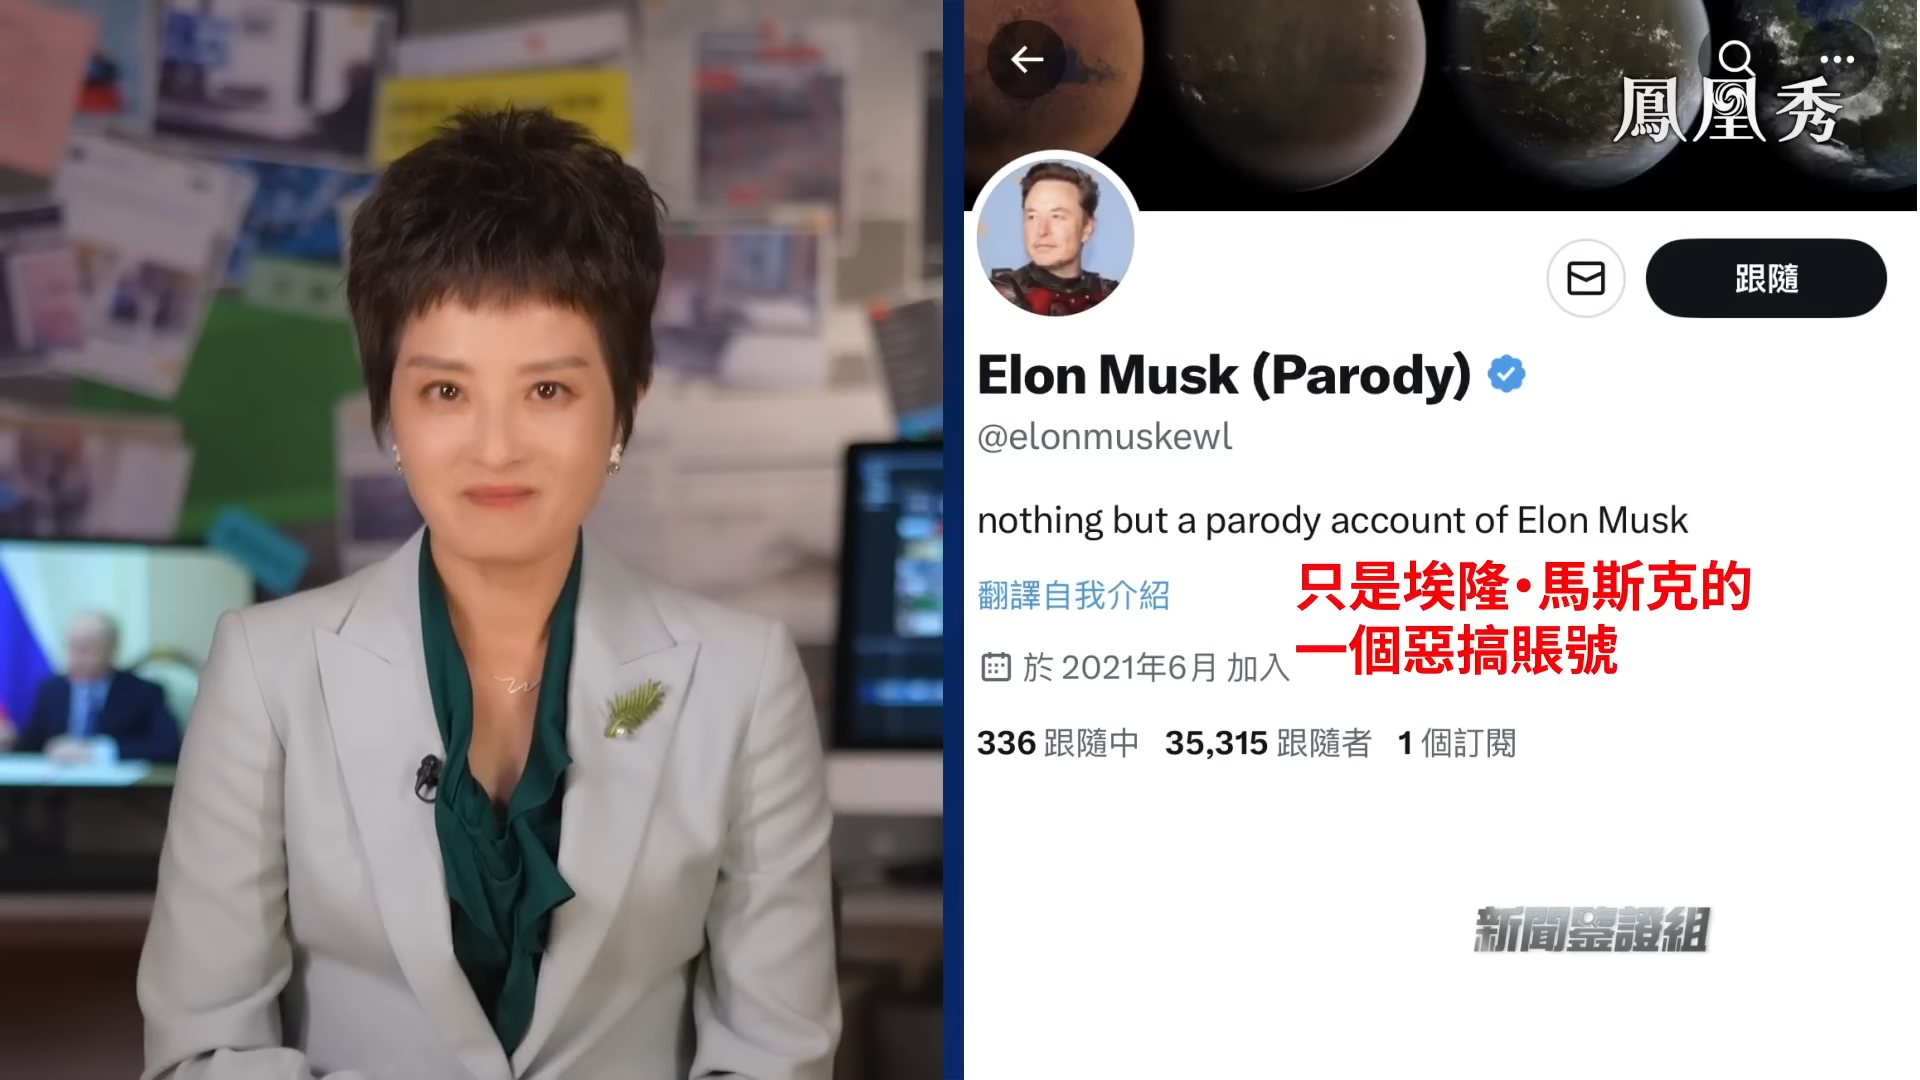 鳳凰秀
跟隨
Elon Musk (Parody)
@elonmuskewl
nothing but a parody account of Elon Musk
翻譯自我介紹
只是埃隆•馬斯克的
一個惡搞賬號
於 2021年6月 加入
336 跟隨中 35,315 跟隨者 1 個訂閱
新聞鑒證組